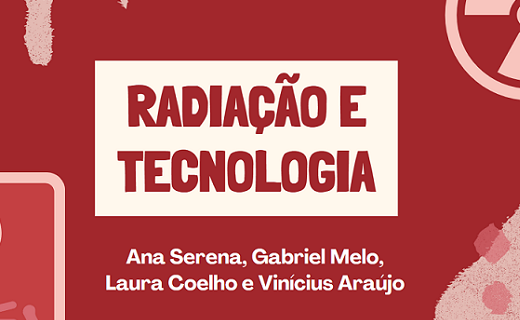 RADIAÇÃO E
TECNOLOGIA
Ana Serena, Gabriel Melo,
Laura Coelho e Vinícius Araújo